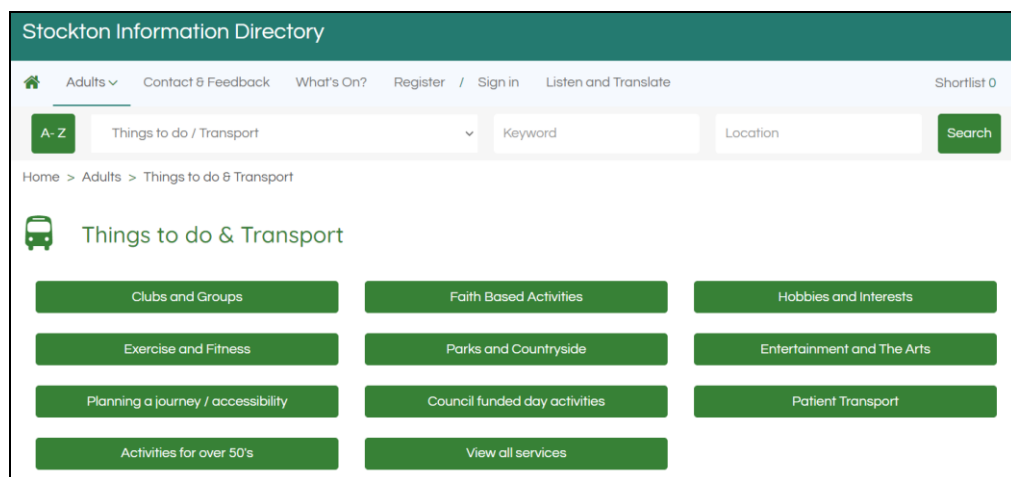 Stockton Information Directory
Adults Contact & Feedback What's On? Register / Sign in Listen and Translate Shortlist 0
A-Z Things to do / Transport Keyword Location Search
Home > Adults > Things to do & Transport
Things to do & Transport
Clubs and Groups Faith Based Activities Hobbies and Interests
Exercise and Fitness Parks and Countryside Entertainment and The Arts
Planning a journey / accessibility Council funded day activities Patient Transport
Activities for over 50's View all services